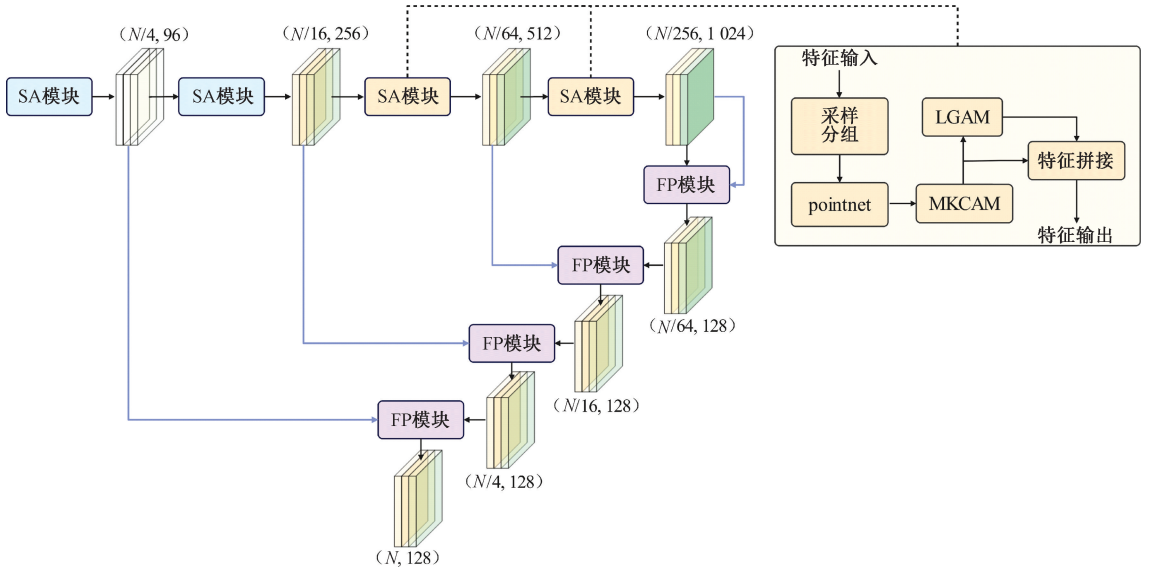 （N/4, 96）
（N/16, 256）
（N/64, 512）
（N/256, 1 024）
SA模块
SA模块
SA模块
SA模块
FP模块
FP模块
（N/64, 128）
FP模块
（N/16, 128）
FP模块
（N/4, 128）
（N, 128）
特征输入
采样
分组
pointnet
MKCAM
LGAM
特征拼接
特征输出